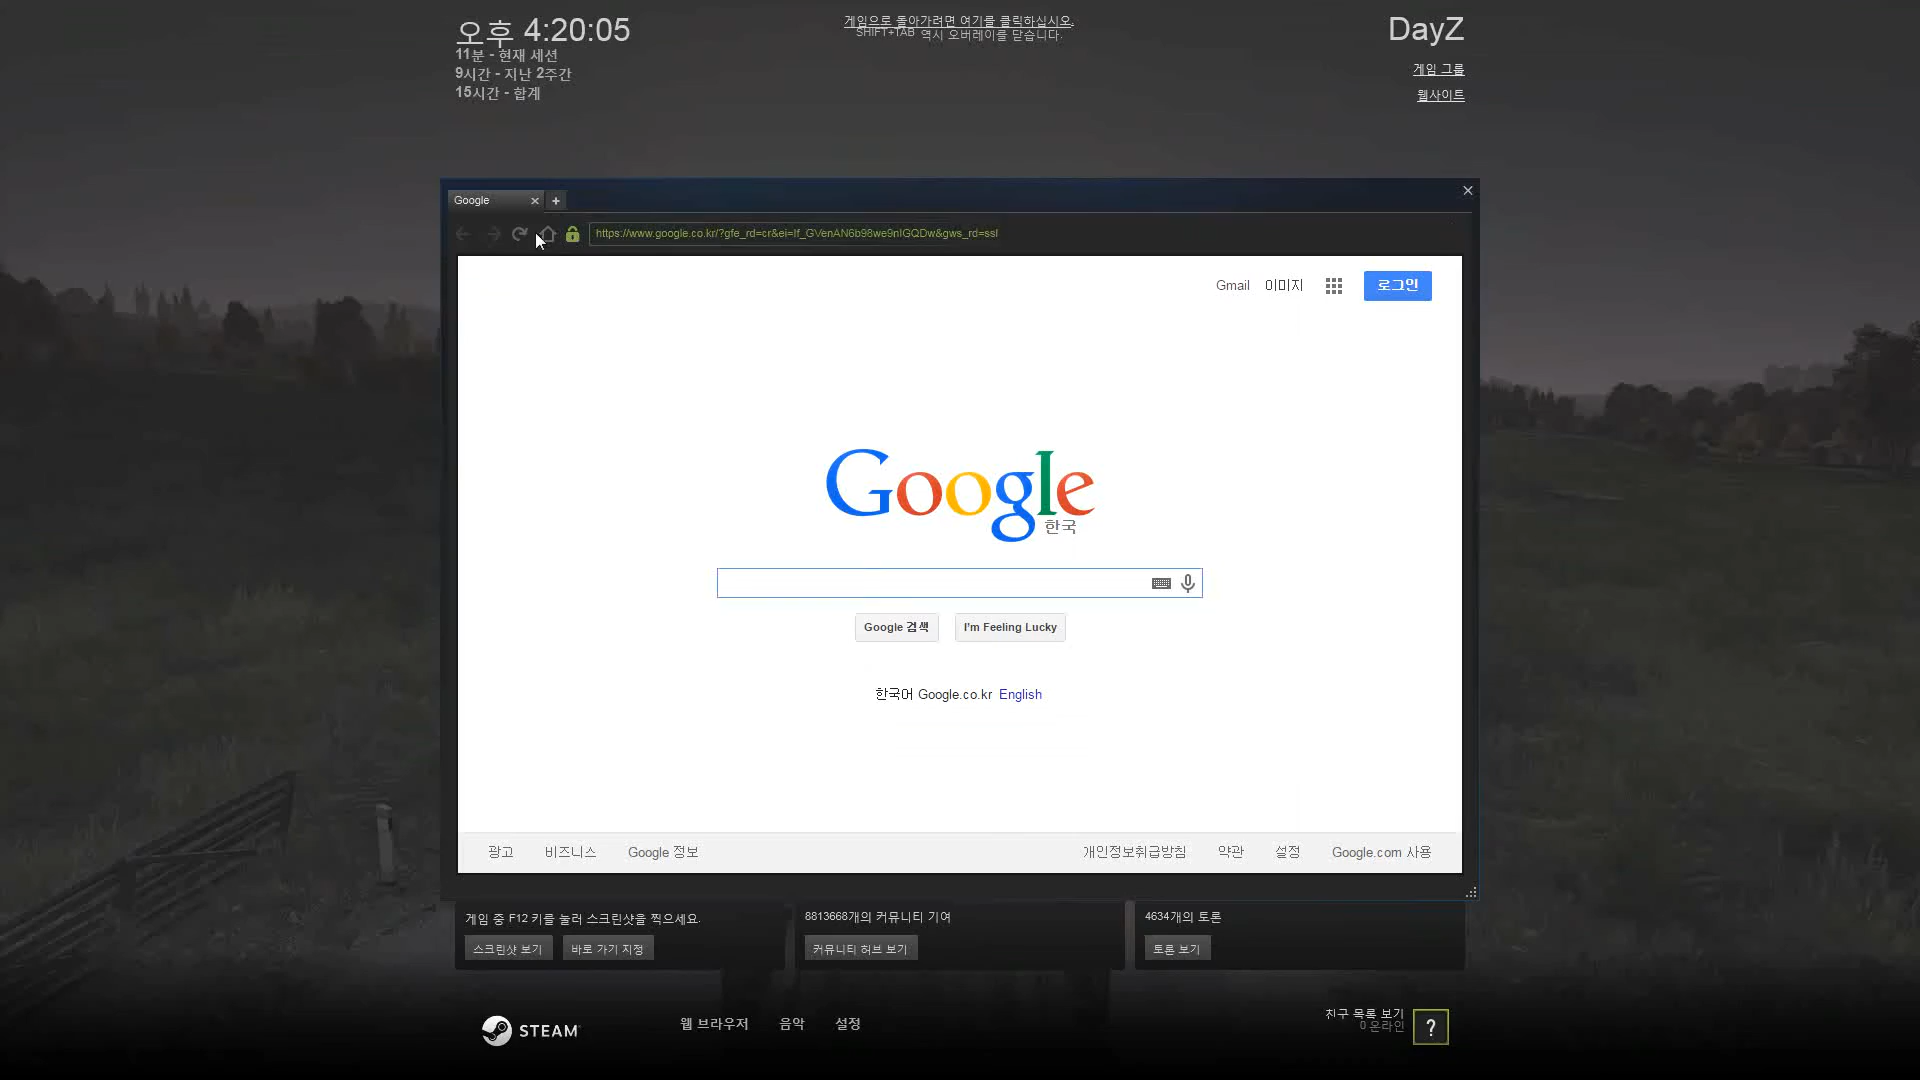 오후 4:20:05
11분 - 현재 세션
9시간 - 지난 2주간
15시간 - 합계
게임으로 돌아가려면 여기를 클릭하십시오.
SHIFT+TAB 역시 오버레이를 닫습니다.
DayZ
게임 그룹
웹사이트
Google
https://www.google.co.kr/?gfe_rd=cr&ei=lf_GVenAN6b98we9nIGQDw&gws_rd=ssl
Gmail 이미지 로그인
Google
한국
Google 검색 I'm Feeling Lucky
한국어 Google.co.kr English
광고 비즈니스 Google 정보 개인정보취급방침 약관 설정 Google.com 사용
게임 중 F12 키를 눌러 스크린샷을 찍으세요.
스크린샷 보기 바로 가기 지정
8813668개의 커뮤니티 기여
커뮤니티 허브 보기
4634개의 토론
토론 보기
STEAM
웹 브라우저 음악 설정
친구 목록 보기
0 온라인
?